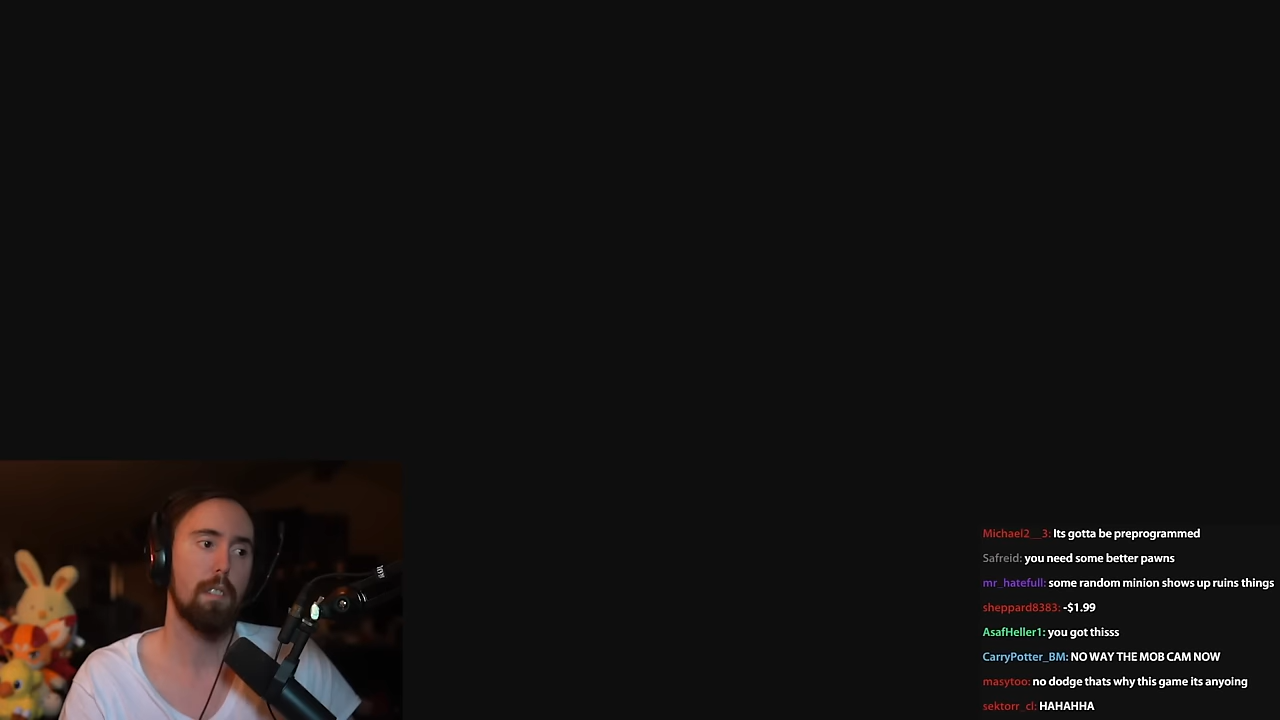 Michael2__3: Its gotta be preprogrammed
Safreid: you need some better pawns
mr_hatefull: some random minion shows up ruins things
sheppard8383: -$1.99
AsafHeller1: you got thisss
CarryPotter_BM: NO WAY THE MOB CAM NOW
masytoo: no dodge thats why this game its anyoing
sektorr_cl: HAHAHHA